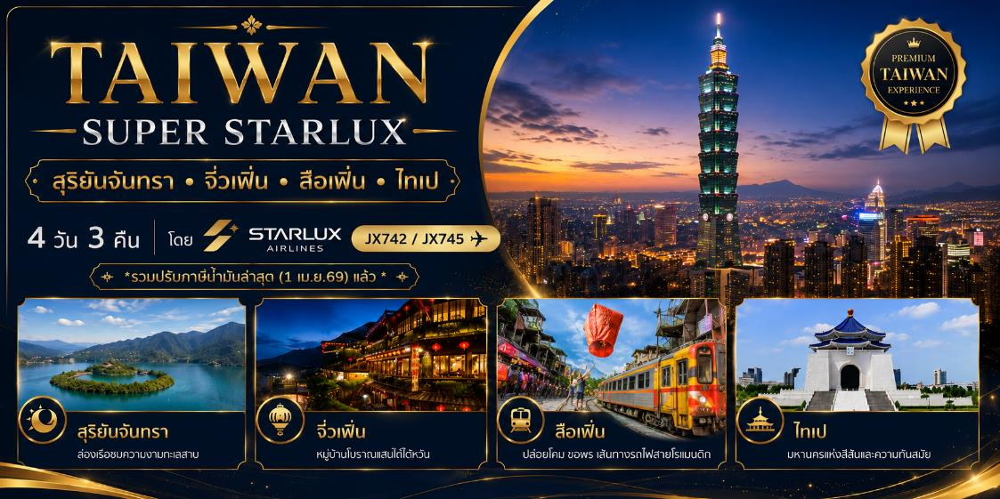 TAIWAN
SUPER STARLUX
สุริยันจันทรา • จิ่วเฟิ่น • สือเฟิ่น • ไทเป
4 วัน 3 คืน
โดย
STARLUX
AIRLINES
JX742 / JX745
*รวมปรับภาษีน้ำมันล่าสุด (1 เม.ย.69) แล้ว *
PREMIUM
TAIWAN
EXPERIENCE
สุริยันจันทรา
ล่องเรือชมความงามทะเลสาบ
จิ่วเฟิ่น
หมู่บ้านโบราณแสนไต้ไต้หวัน
สือเฟิ่น
ปล่อยโคม ขอพร เส้นทางรถไฟสายโรแมนติก
ไทเป
มหานครแห่งสีสันและความทันสมัย